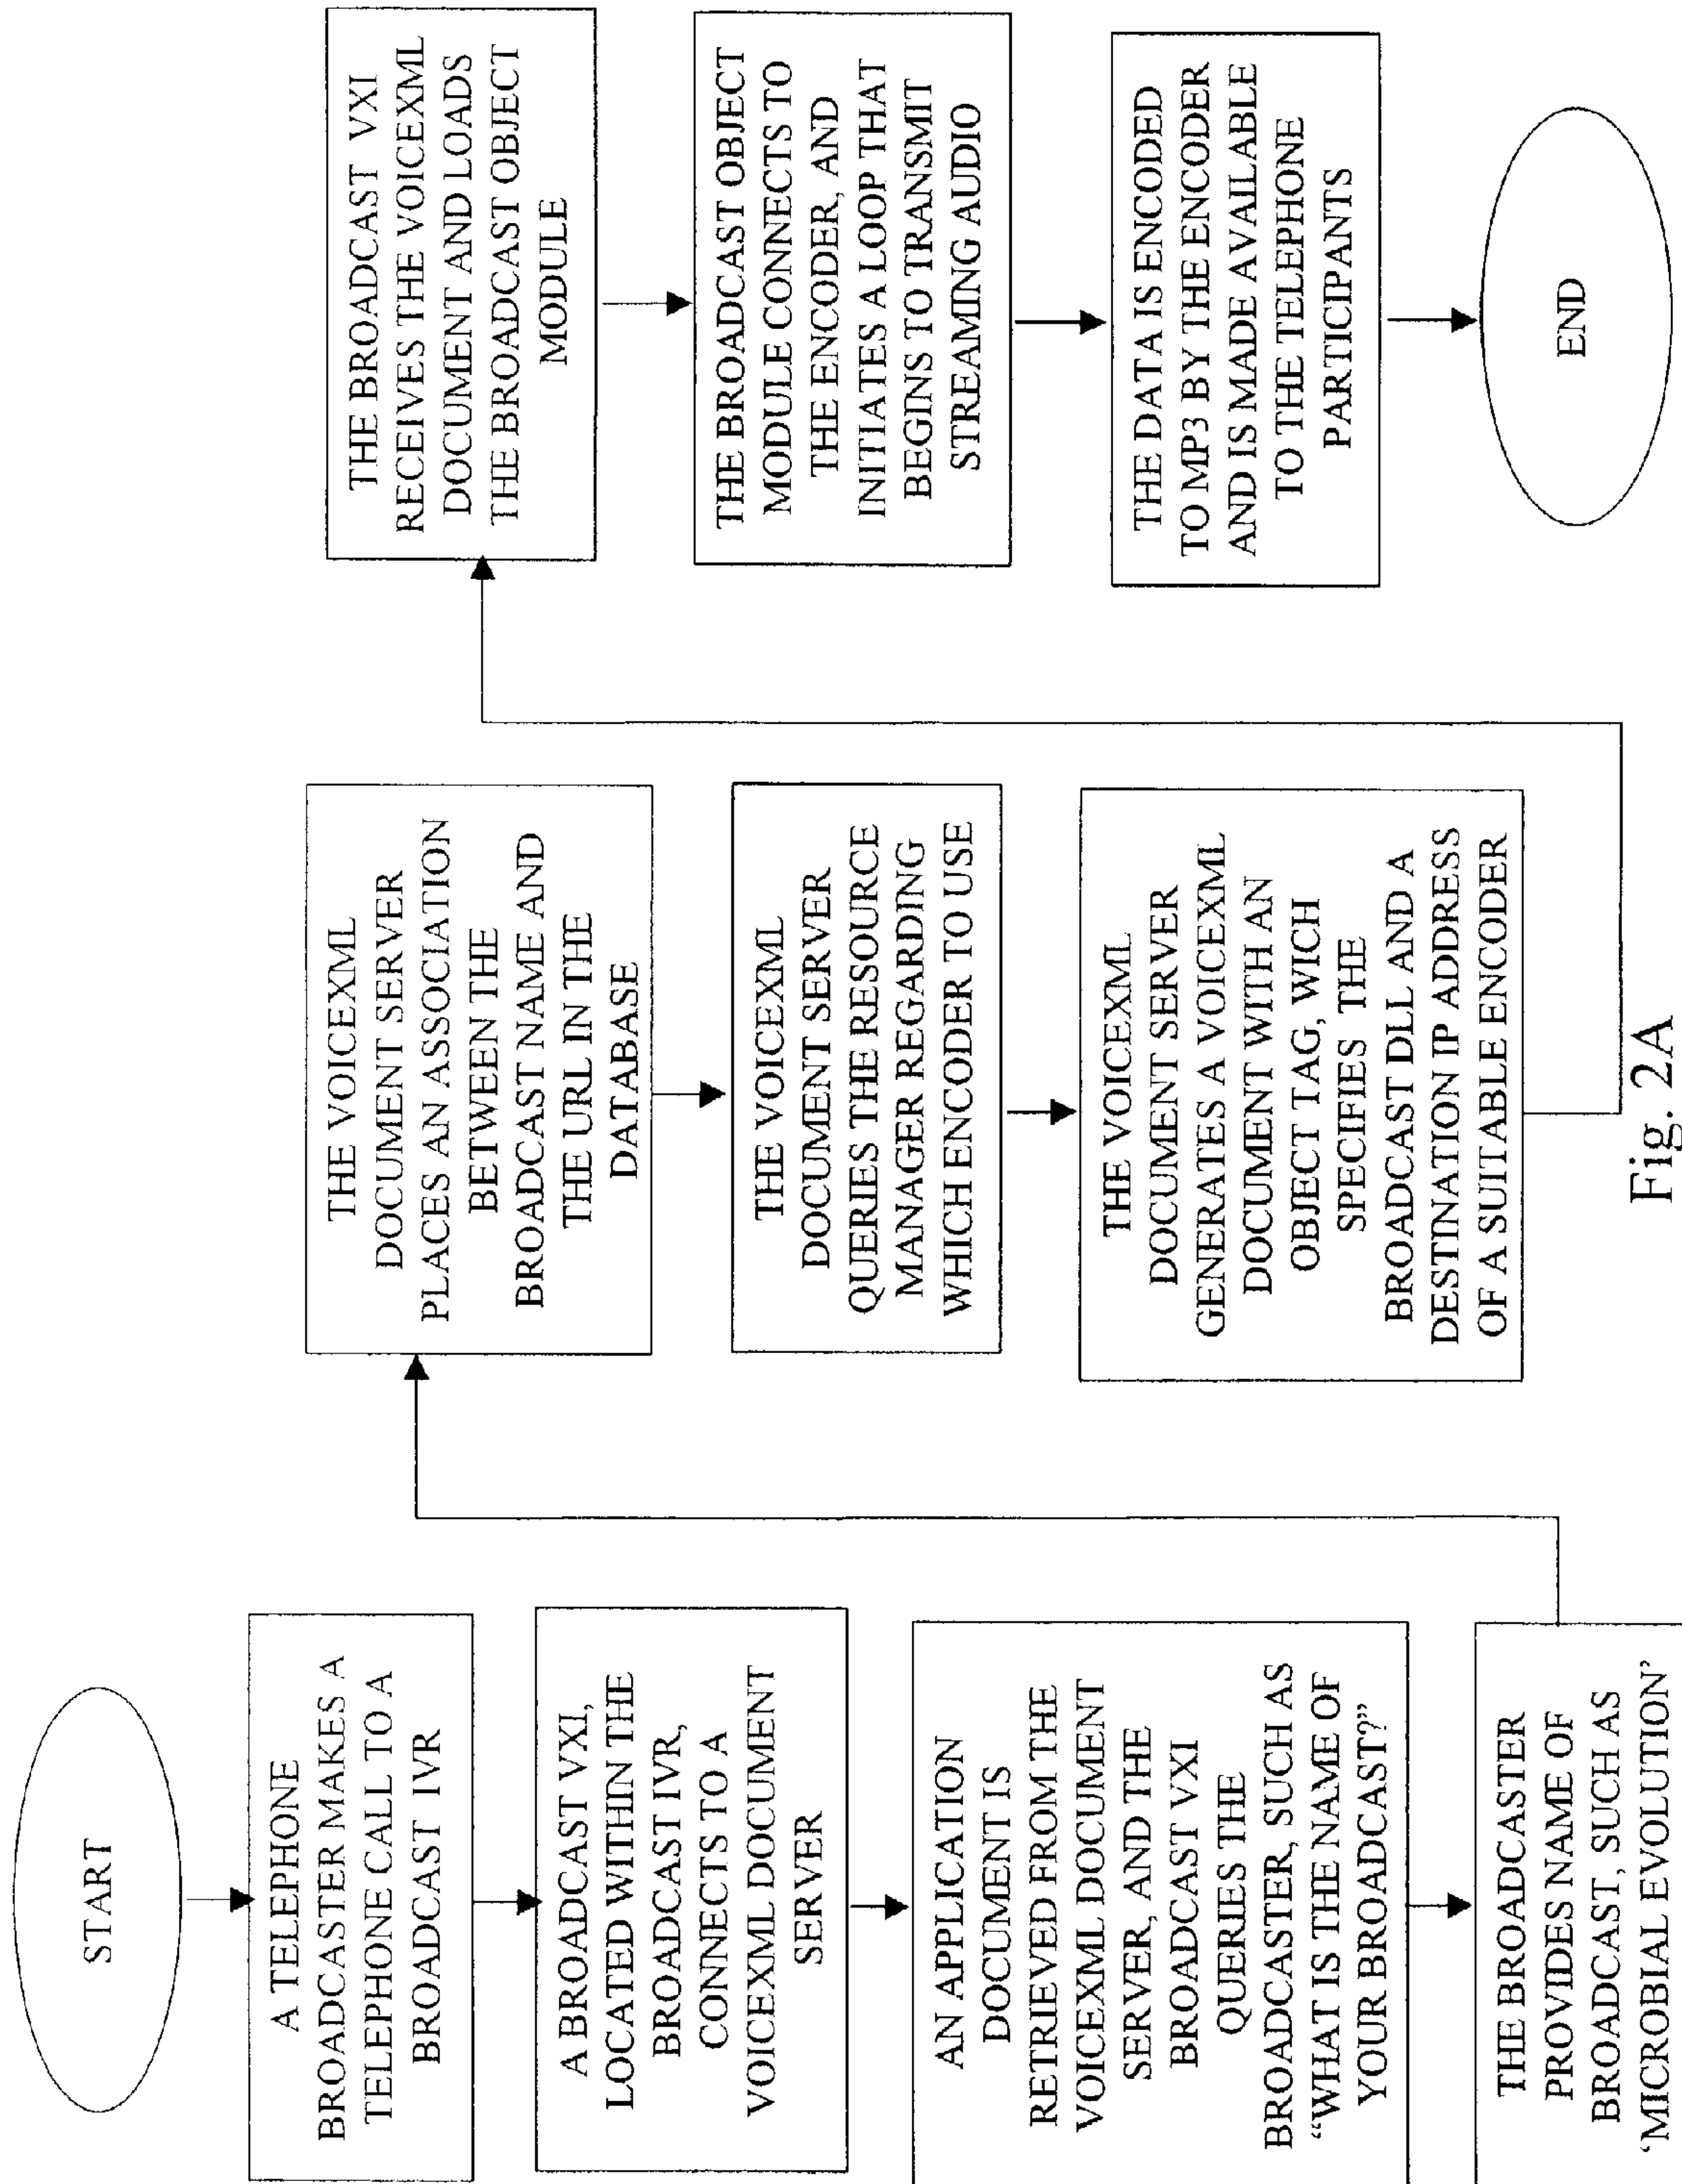 START
A TELEPHONE
BROADCASTER MAKES A
TELEPHONE CALL TO A
BROADCAST IVR
A BROADCAST VXI,
LOCATED WITHIN THE
BROADCAST IVR,
CONNECTS TO A
VOICEXML DOCUMENT
SERVER
AN APPLICATION
DOCUMENT IS
RETRIEVED FROM THE
VOICEXML DOCUMENT
SERVER, AND THE
BROADCAST VXI
QUERIES THE
BROADCASTER, SUCH AS
“WHAT IS THE NAME OF
YOUR BROADCAST?”
THE BROADCASTER
PROVIDES NAME OF
BROADCAST, SUCH AS
‘MICROBIAL EVOLUTION’
THE VOICEXML
DOCUMENT SERVER
PLACES AN ASSOCIATION
BETWEEN THE
BROADCAST NAME AND
THE URL IN THE
DATABASE
THE VOICEXML
DOCUMENT SERVER
QUERIES THE RESOURCE
MANAGER REGARDING
WHICH ENCODER TO USE
THE VOICEXML
DOCUMENT SERVER
GENERATES A VOICEXML
DOCUMENT WITH AN
OBJECT TAG, WICH
SPECIFIES THE
BROADCAST DLL AND A
DESTINATION IP ADDRESS
OF A SUITABLE ENCODER
THE BROADCAST VXI
RECEIVES THE VOICEXML
DOCUMENT AND LOADS
THE BROADCAST OBJECT
MODULE
THE BROADCAST OBJECT
MODULE CONNECTS TO
THE ENCODER, AND
INITIATES A LOOP THAT
BEGINS TO TRANSMIT
STREAMING AUDIO
THE DATA IS ENCODED
TO MP3 BY THE ENCODER
AND IS MADE AVAILABLE
TO THE TELEPHONE
PARTICIPANTS
END
Fig. 2A